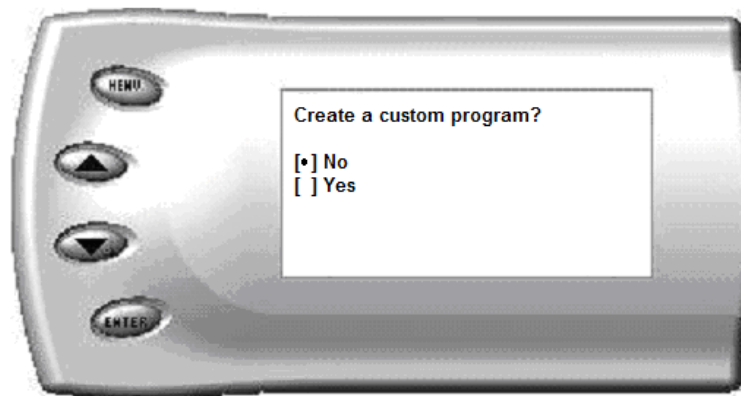 MENU
Create a custom program?
[•] No
[ ] Yes
ENTER